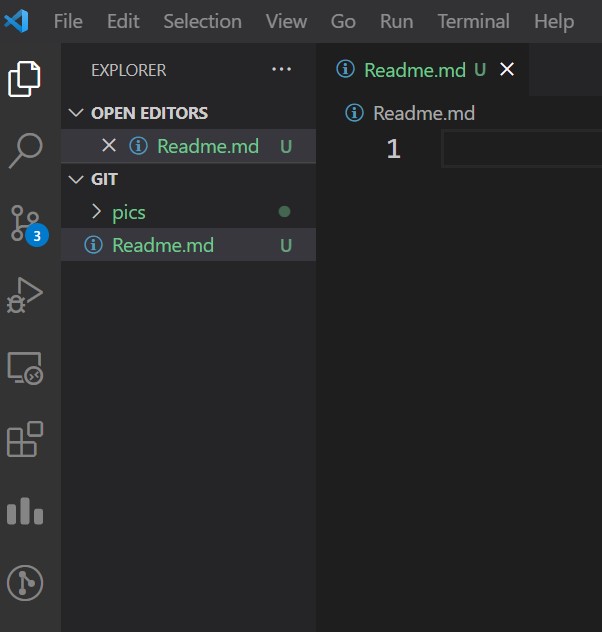 File Edit Selection View Go Run Terminal Help
EXPLORER ...
OPEN EDITORS
Readme.md U
GIT
pics
Readme.md U
3
Readme.md U
Readme.md
1